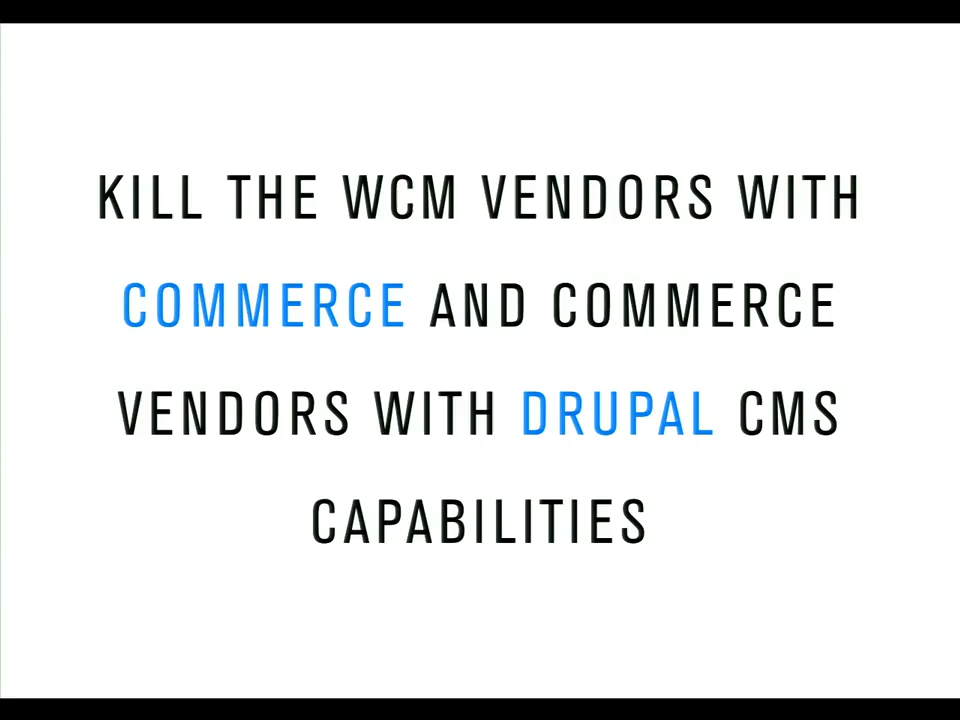 KILL THE WCM VENDORS WITH
COMMERCE AND COMMERCE
VENDORS WITH DRUPAL CMS
CAPABILITIES